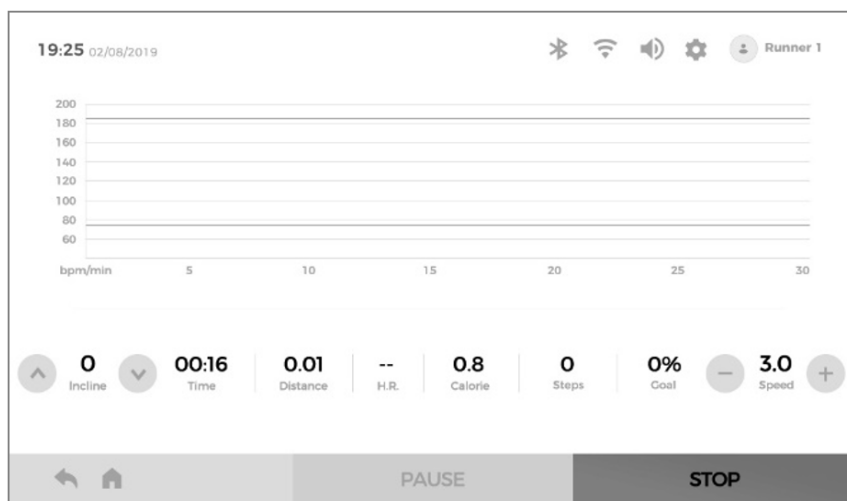 19:25 02/08/2019 Runner 1
200
180
160
140
120
100
80
60
bpm/min 5 10 15 20 25 30
0 00:16 0.01 -- 0.8 0 0% 3.0
Incline Time Distance H.R. Calorie Steps Goal Speed
PAUSE STOP